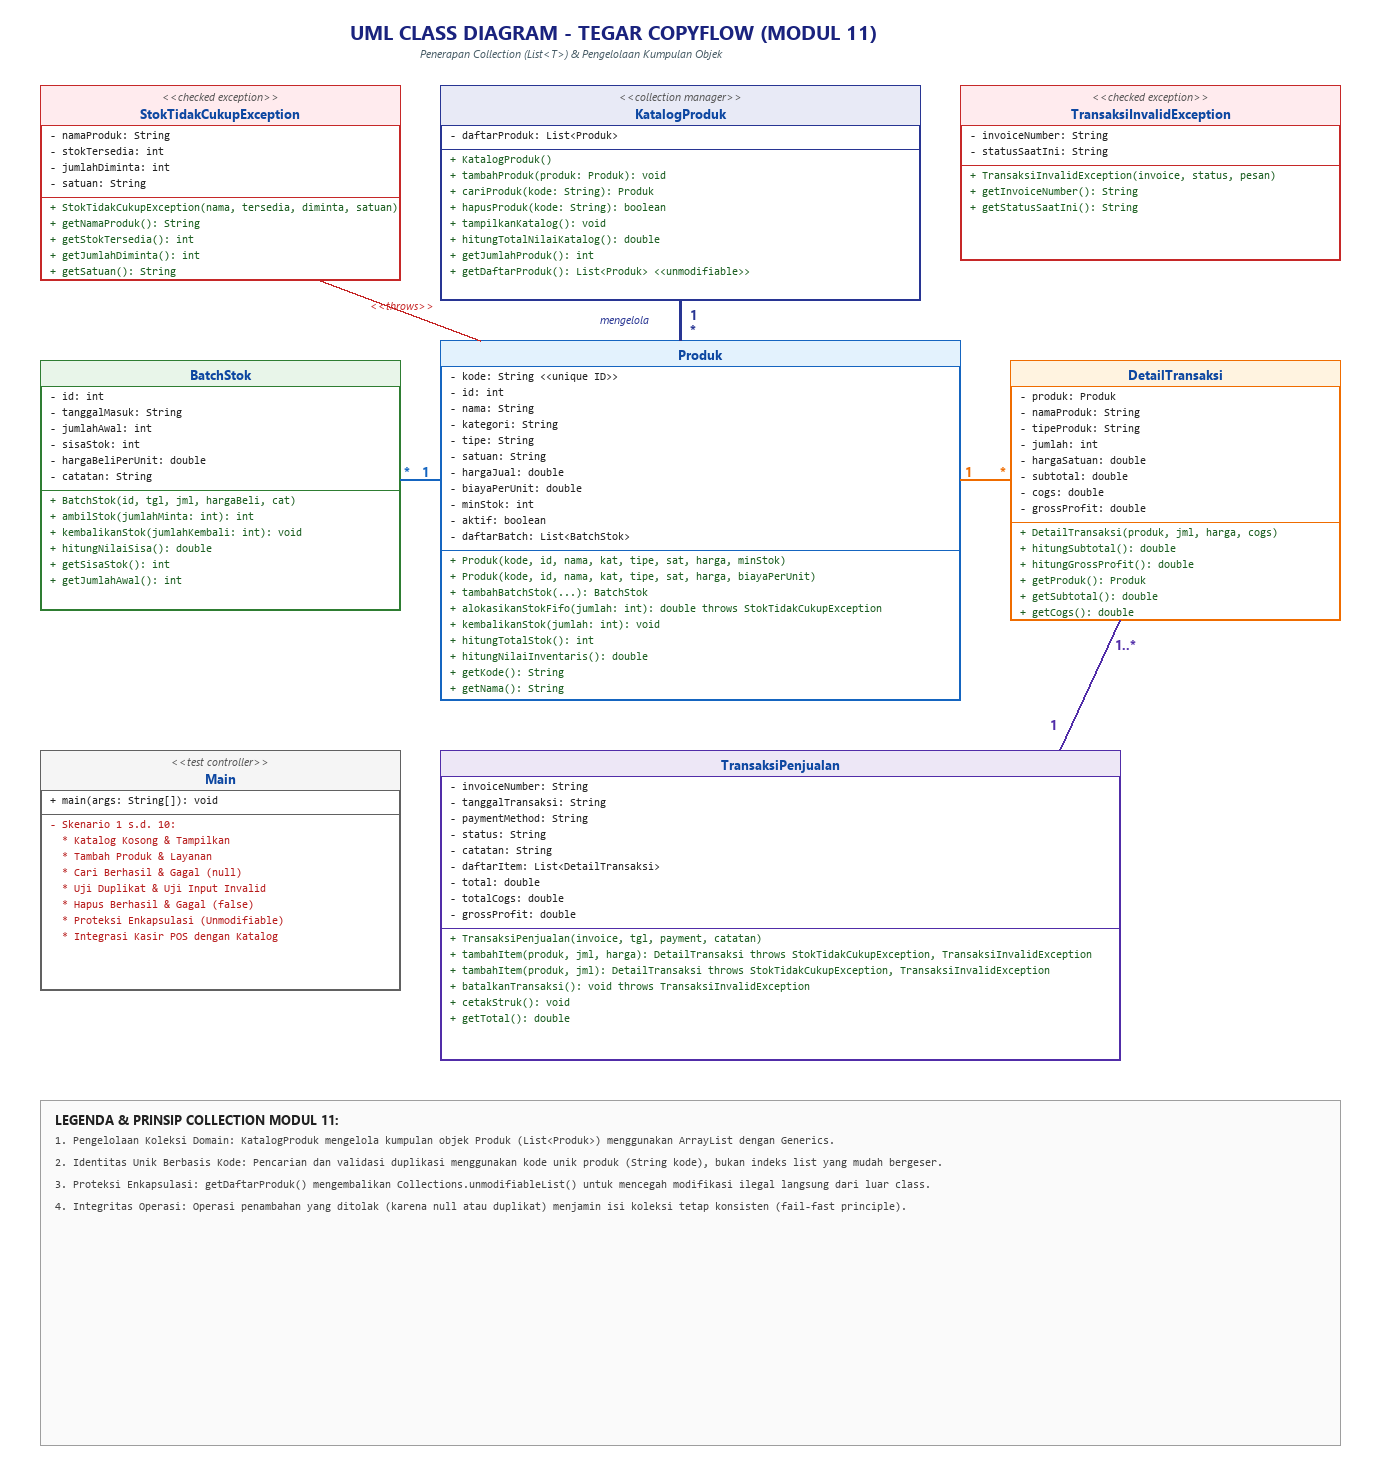 UML CLASS DIAGRAM - TEGAR COPYFLOW (MODUL 11)
Penerapan Collection (List<T>) & Pengelolaan Kumpulan Objek
<<checked exception>>
StokTidakCukupException
- namaProduk: String
- stokTersedia: int
- jumlahDiminta: int
- satuan: String
+ StokTidakCukupException(nama, tersedia, diminta, satuan)
+ getNamaProduk(): String
+ getStokTersedia(): int
+ getJumlahDiminta(): int
+ getSatuan(): String
<<collection manager>>
KatalogProduk
- daftarProduk: List<Produk>
+ KatalogProduk()
+ tambahProduk(produk: Produk): void
+ cariProduk(kode: String): Produk
+ hapusProduk(kode: String): boolean
+ tampilkanKatalog(): void
+ hitungTotalNilaiKatalog(): double
+ getJumlahProduk(): int
+ getDaftarProduk(): List<Produk> <<unmodifiable>>
<<checked exception>>
TransaksiInvalidException
- invoiceNumber: String
- statusSaatIni: String
+ TransaksiInvalidException(invoice, status, pesan)
+ getInvoiceNumber(): String
+ getStatusSaatIni(): String
<<throws>>
mengelola
1
*
BatchStok
- id: int
- tanggalMasuk: String
- jumlahAwal: int
- sisaStok: int
- hargaBeliPerUnit: double
- catatan: String
+ BatchStok(id, tgl, jml, hargaBeli, cat)
+ ambilStok(jumlahMinta: int): int
+ kembalikanStok(jumlahKembali: int): void
+ hitungNilaiSisa(): double
+ getSisaStok(): int
+ getJumlahAwal(): int
* 1
Produk
- kode: String <<unique ID>>
- id: int
- nama: String
- kategori: String
- tipe: String
- satuan: String
- hargaJual: double
- biayaPerUnit: double
- minStok: int
- aktif: boolean
- daftarBatch: List<BatchStok>
+ Produk(kode, id, nama, kat, tipe, sat, harga, minStok)
+ Produk(kode, id, nama, kat, tipe, sat, harga, biayaPerUnit)
+ tambahBatchStok(...): BatchStok
+ alokasikanStokFifo(jumlah: int): double throws StokTidakCukupException
+ kembalikanStok(jumlah: int): void
+ hitungTotalStok(): int
+ hitungNilaiInventaris(): double
+ getKode(): String
+ getNama(): String
1 *
DetailTransaksi
- produk: Produk
- namaProduk: String
- tipeProduk: String
- jumlah: int
- hargaSatuan: double
- subtotal: double
- cogs: double
- grossProfit: double
+ DetailTransaksi(produk, jml, harga, cogs)
+ hitungSubtotal(): double
+ hitungGrossProfit(): double
+ getProduk(): Produk
+ getSubtotal(): double
+ getCogs(): double
1..*
1
<<test controller>>
Main
+ main(args: String[]): void
- Skenario 1 s.d. 10:
* Katalog Kosong & Tampilkan
* Tambah Produk & Layanan
* Cari Berhasil & Gagal (null)
* Uji Duplikat & Uji Input Invalid
* Hapus Berhasil & Gagal (false)
* Proteksi Enkapsulasi (Unmodifiable)
* Integrasi Kasir POS dengan Katalog
TransaksiPenjualan
- invoiceNumber: String
- tanggalTransaksi: String
- paymentMethod: String
- status: String
- catatan: String
- daftarItem: List<DetailTransaksi>
- total: double
- totalCogs: double
- grossProfit: double
+ TransaksiPenjualan(invoice, tgl, payment, catatan)
+ tambahItem(produk, jml, harga): DetailTransaksi throws StokTidakCukupException, TransaksiInvalidException
+ tambahItem(produk, jml): DetailTransaksi throws StokTidakCukupException, TransaksiInvalidException
+ batalkanTransaksi(): void throws TransaksiInvalidException
+ cetakStruk(): void
+ getTotal(): double
LEGENDA & PRINSIP COLLECTION MODUL 11:
1. Pengelolaan Koleksi Domain: KatalogProduk mengelola kumpulan objek Produk (List<Produk>) menggunakan ArrayList dengan Generics.
2. Identitas Unik Berbasis Kode: Pencarian dan validasi duplikasi menggunakan kode unik produk (String kode), bukan indeks list yang mudah bergeser.
3. Proteksi Enkapsulasi: getDaftarProduk() mengembalikan Collections.unmodifiableList() untuk mencegah modifikasi ilegal langsung dari luar class.
4. Integritas Operasi: Operasi penambahan yang ditolak (karena null atau duplikat) menjamin isi koleksi tetap konsisten (fail-fast principle).